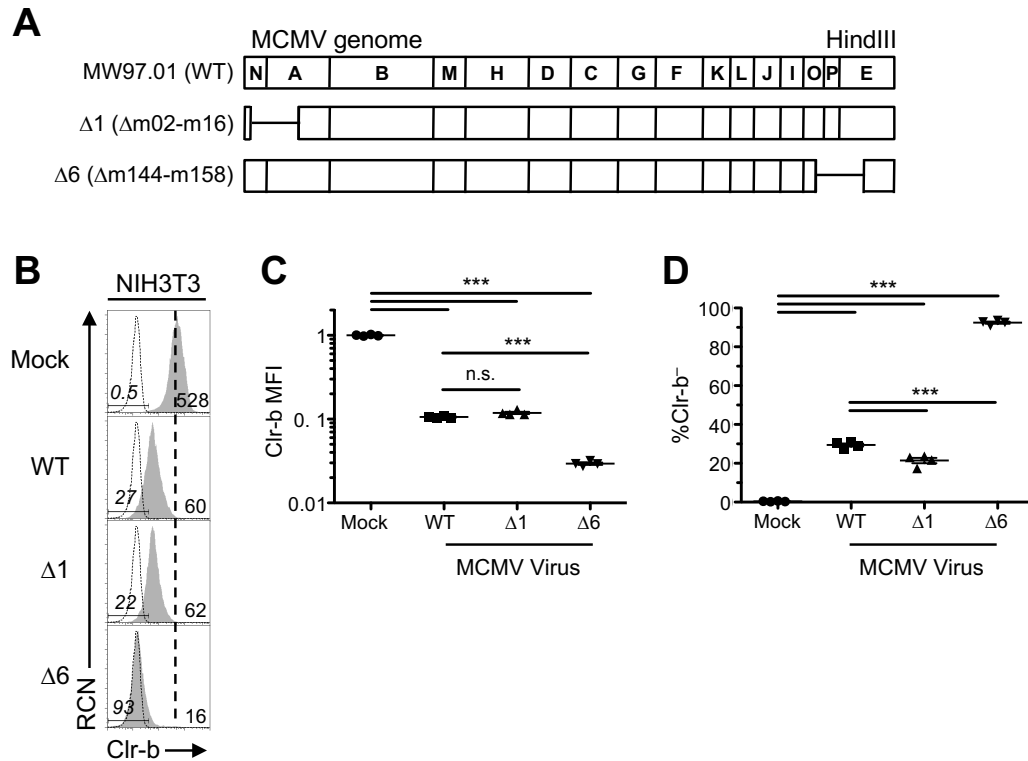 A
MCMV genome
HindIII
MW97.01 (WT)
N A B M H D C G F K L J I O P E
Δ1 (Δm02-m16)
Δ6 (Δm144-m158)
B
NIH3T3
Mock
0.5
528
WT
27
60
Δ1
22
62
Δ6
93
16
RCN
Clr-b
C
***
***
n.s.
Clr-b MFI
1
0.1
0.01
Mock WT Δ1 Δ6
MCMV Virus
D
***
***
%Clr-b⁻
100
80
60
40
20
0
Mock WT Δ1 Δ6
MCMV Virus